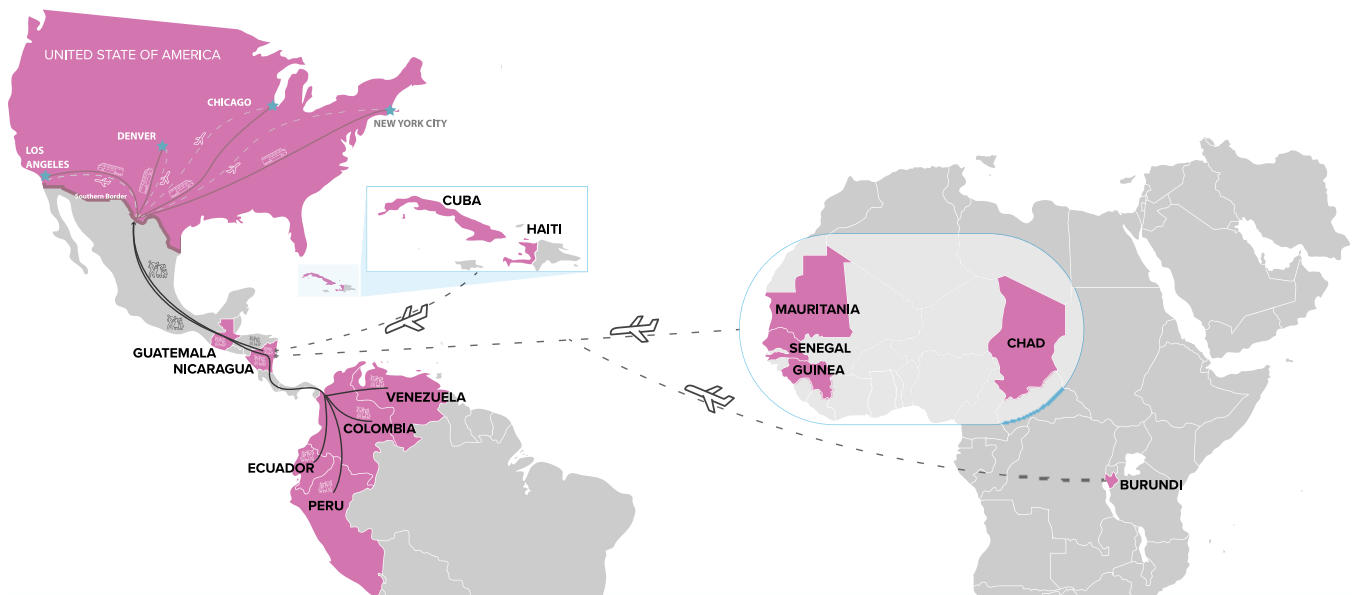 UNITED STATE OF AMERICA
CHICAGO
NEW YORK CITY
DENVER
LOS
ANGELES
Southern Border
CUBA
HAITI
MAURITANIA
SENEGAL
GUINEA
CHAD
GUATEMALA
NICARAGUA
VENEZUELA
COLOMBIA
ECUADOR
PERU
BURUNDI